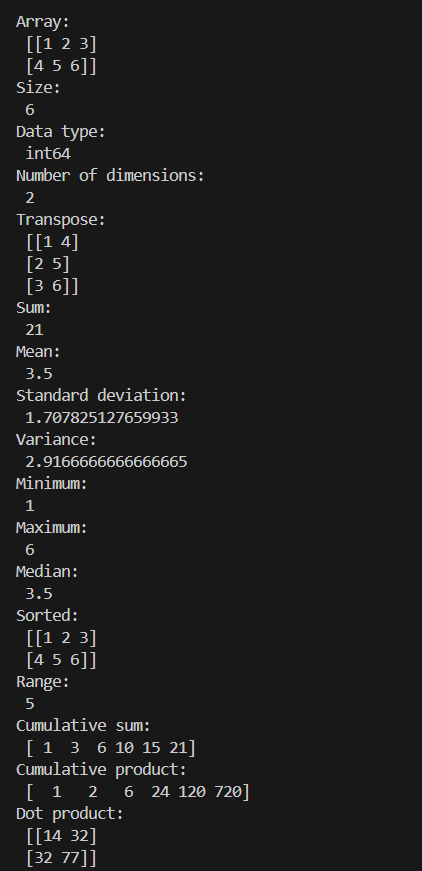 Array:
 [[1 2 3]
 [4 5 6]]
Size:
 6
Data type:
 int64
Number of dimensions:
 2
Transpose:
 [[1 4]
 [2 5]
 [3 6]]
Sum:
 21
Mean:
 3.5
Standard deviation:
 1.707825127659933
Variance:
 2.9166666666666665
Minimum:
 1
Maximum:
 6
Median:
 3.5
Sorted:
 [[1 2 3]
 [4 5 6]]
Range:
 5
Cumulative sum:
 [ 1  3  6 10 15 21]
Cumulative product:
 [  1   2   6  24 120 720]
Dot product:
 [[14 32]
 [32 77]]